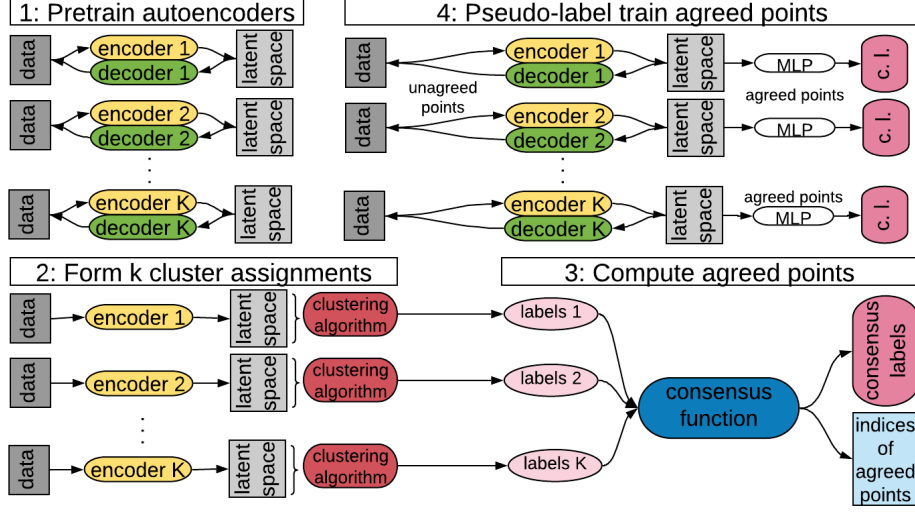 1: Pretrain autoencoders
data
encoder 1
decoder 1
latent
space
data
encoder 2
decoder 2
latent
space
data
encoder K
decoder K
latent
space
4: Pseudo-label train agreed points
data
encoder 1
decoder 1
latent
space
MLP
c. l.
unagreed
points
agreed points
data
encoder 2
decoder 2
latent
space
MLP
c. l.
data
encoder K
decoder K
latent
space
agreed points
MLP
c. l.
2: Form k cluster assignments
data
encoder 1
latent
space
clustering
algorithm
data
encoder 2
latent
space
clustering
algorithm
data
encoder K
latent
space
clustering
algorithm
3: Compute agreed points
labels 1
labels 2
labels K
consensus
function
consensus
labels
indices
of
agreed
points